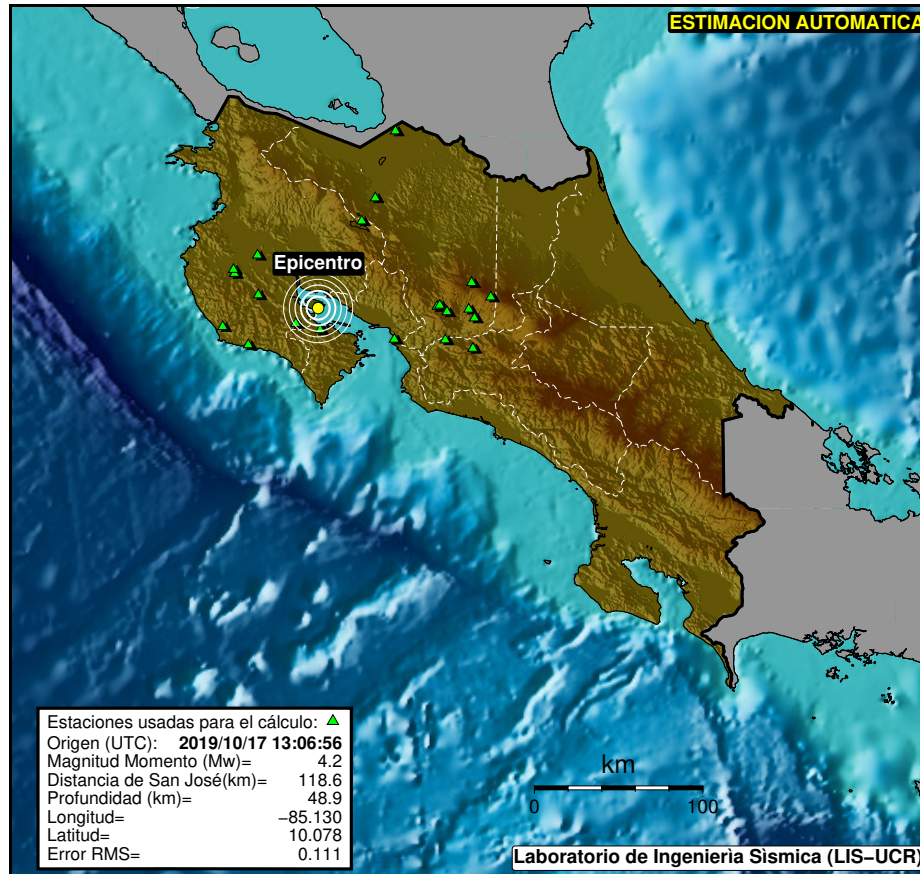 ESTIMACION AUTOMATICA
Epicentro
Estaciones usadas para el cálculo:
Origen (UTC): 2019/10/17 13:06:56
Magnitud Momento (Mw)= 4.2
Distancia de San José(km)= 118.6
Profundidad (km)= 48.9
Longitud= −85.130
Latitud= 10.078
Error RMS= 0.111
km
0 100
Laboratorio de Ingenierìa Sìsmica (LIS−UCR)